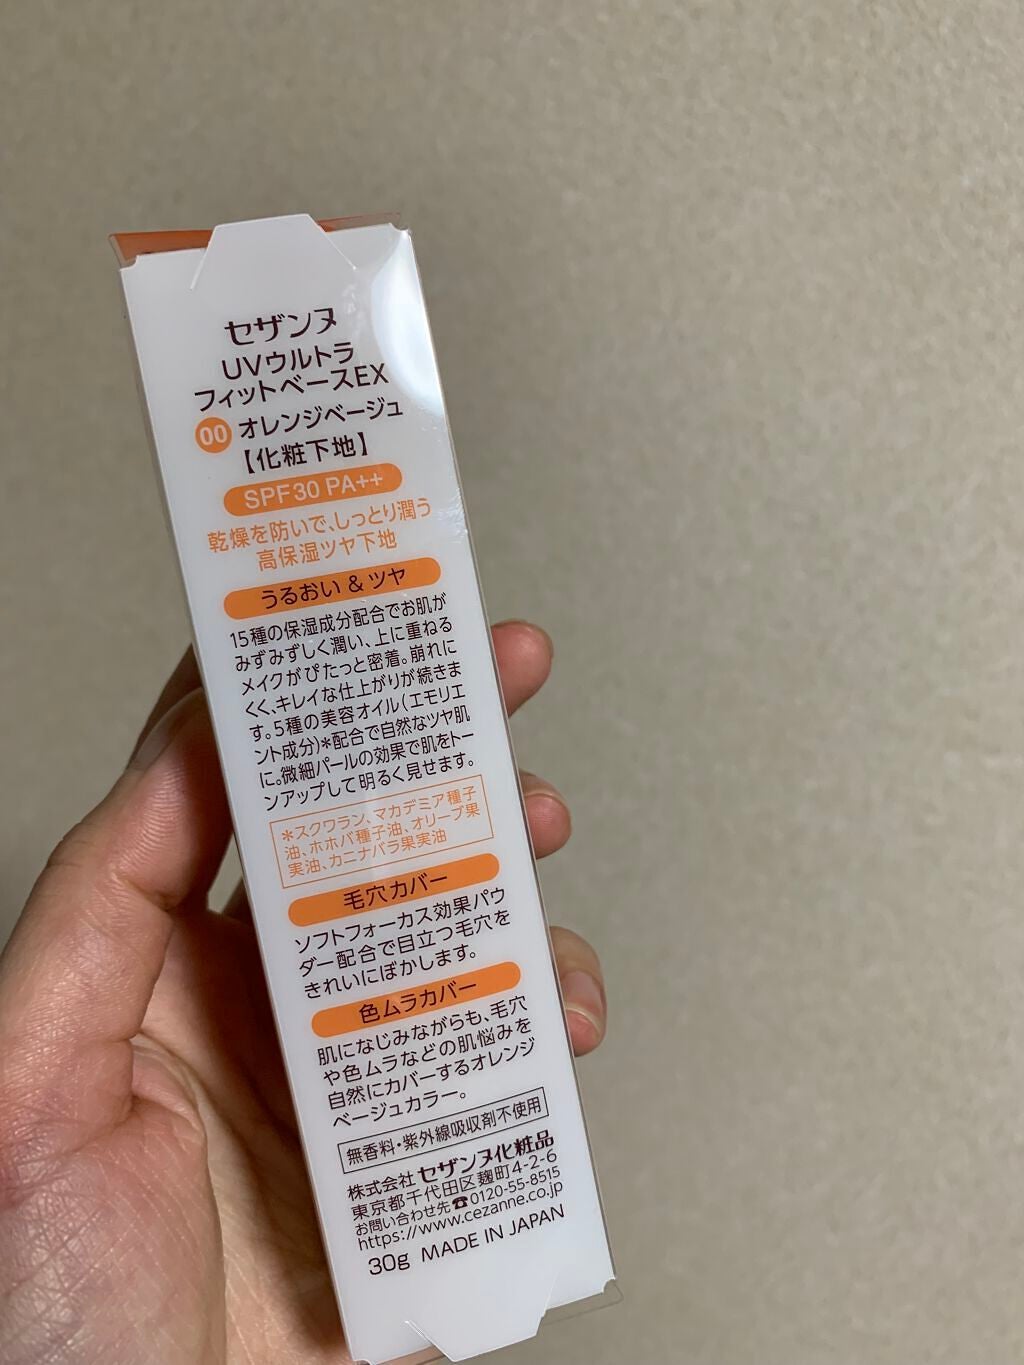 セザンヌ
UVウルトラ
フィットベースEX
00 オレンジベージュ
【化粧下地】
SPF30 PA++
乾燥を防いで、しっとり潤う
高保湿ツヤ下地
うるおい & ツヤ
15種の保湿成分配合でお肌が
みずみずしく潤い、上に重ねる
メイクがぴたっと密着。崩れに
くく、キレイな仕上がりが続きま
す。5種の美容オイル(エモリエ
ント成分)*配合で自然なツヤ肌
に。微細パールの効果で肌をトー
ンアップして明るく見せます。
*スクワラン、マカデミア種子
油、ホホバ種子油、オリーブ果
実油、カニナバラ果実油
毛穴カバー
ソフトフォーカス効果パウ
ダー配合で目立つ毛穴を
きれいにぼかします。
色ムラカバー
肌になじみながらも、毛穴
や色ムラなどの肌悩みを
自然にカバーするオレンジ
ベージュカラー。
無香料・紫外線吸収剤不使用
株式会社 セザンヌ化粧品
東京都千代田区麹町4-2-6
お問い合わせ先☎0120-55-8515
https://www.cezanne.co.jp
30g MADE IN JAPAN